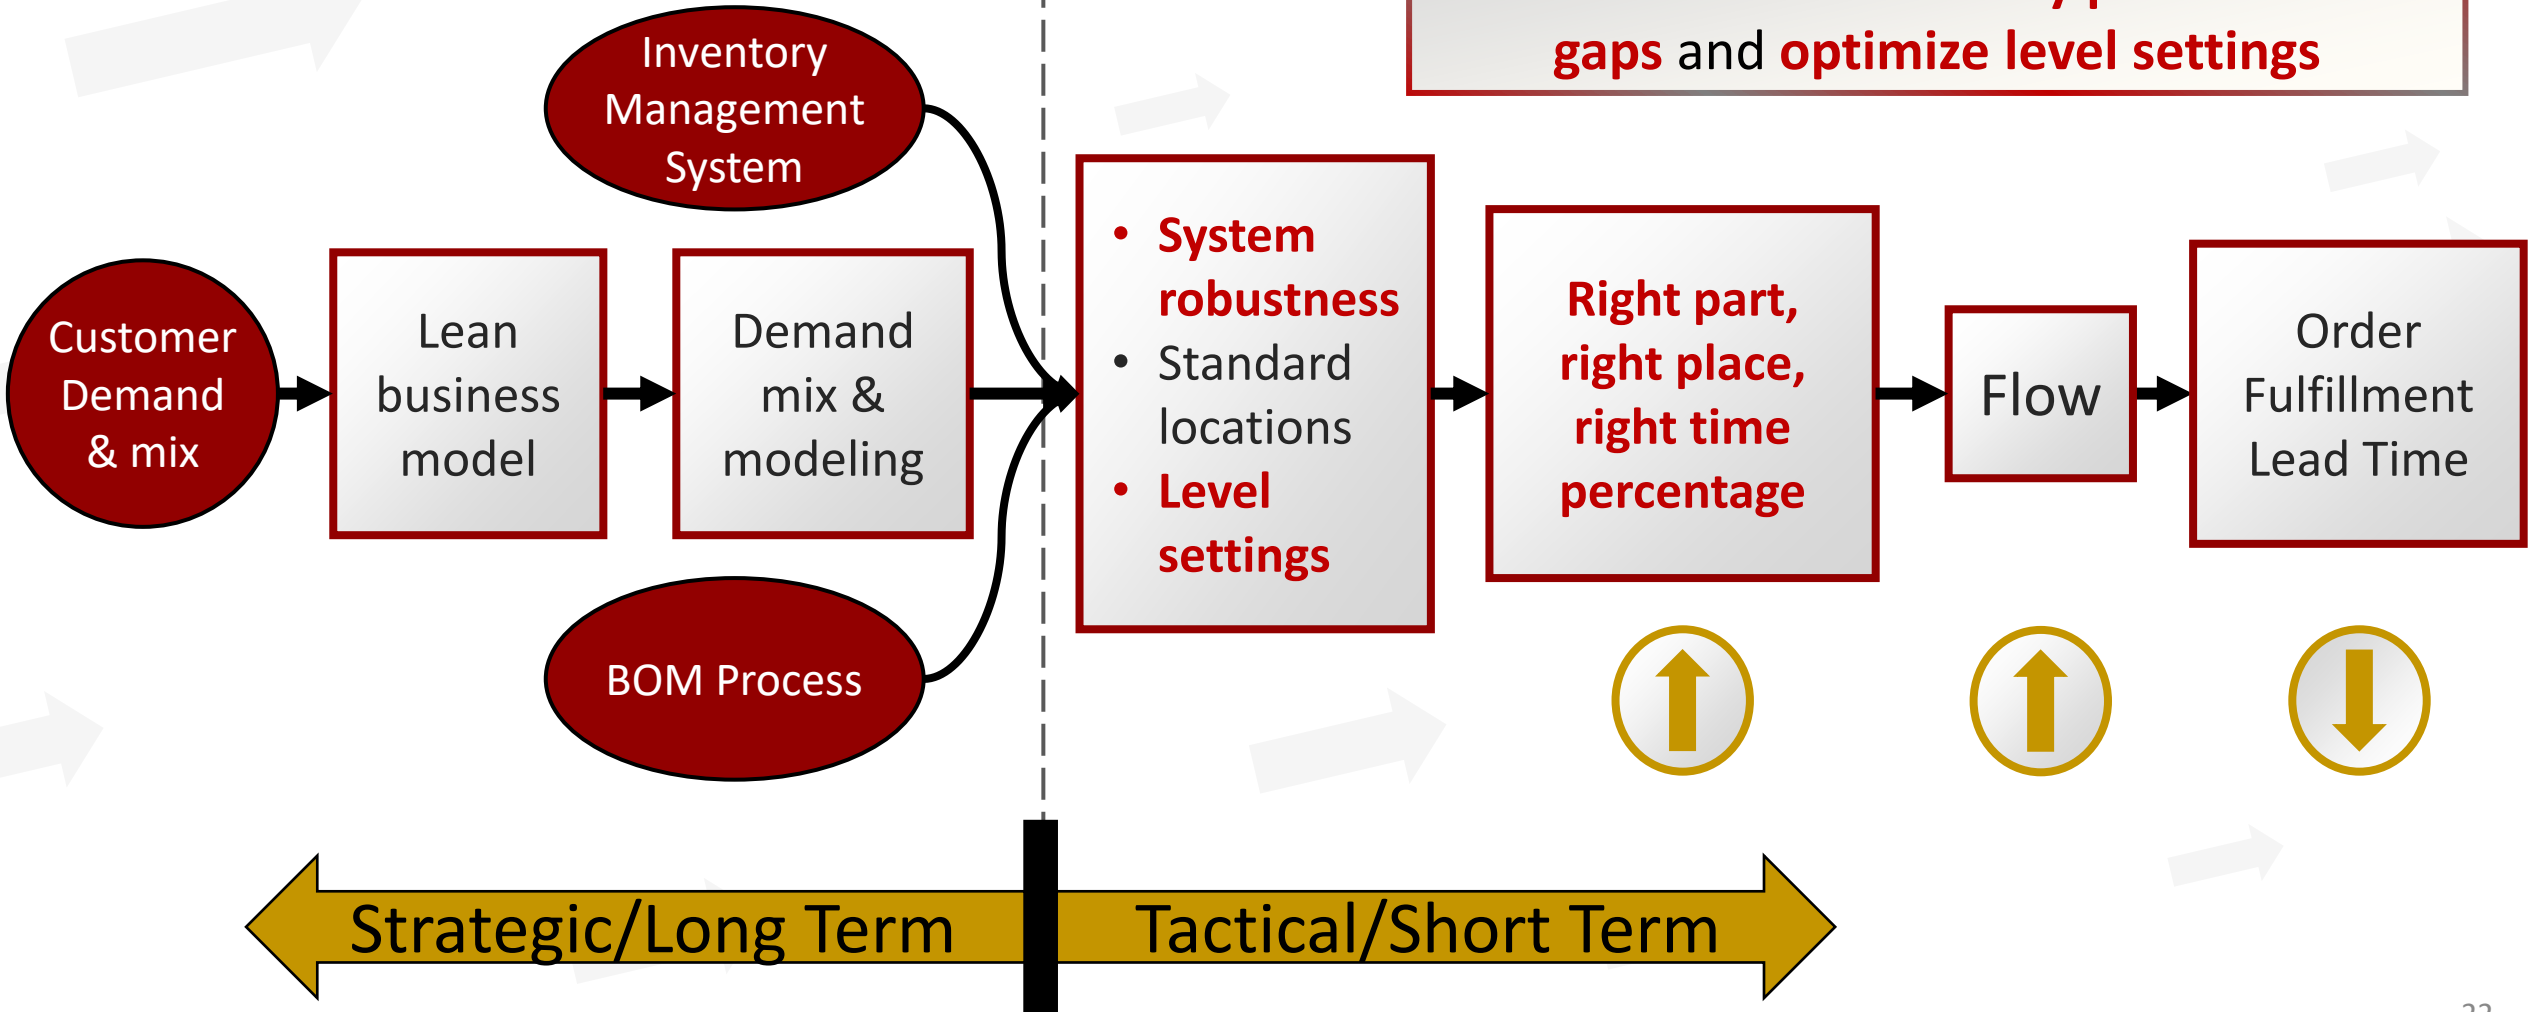 gaps and optimize level settings
Inventory
Management
System
Customer
Demand
& mix
Lean
business
model
Demand
mix &
modeling
BOM Process
• System
robustness
• Standard
locations
• Level
settings
Right part,
right place,
right time
percentage
Flow
Order
Fulfillment
Lead Time
Strategic/Long Term
Tactical/Short Term